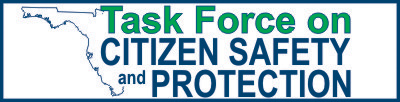 Task Force on
CITIZEN SAFETY
and PROTECTION